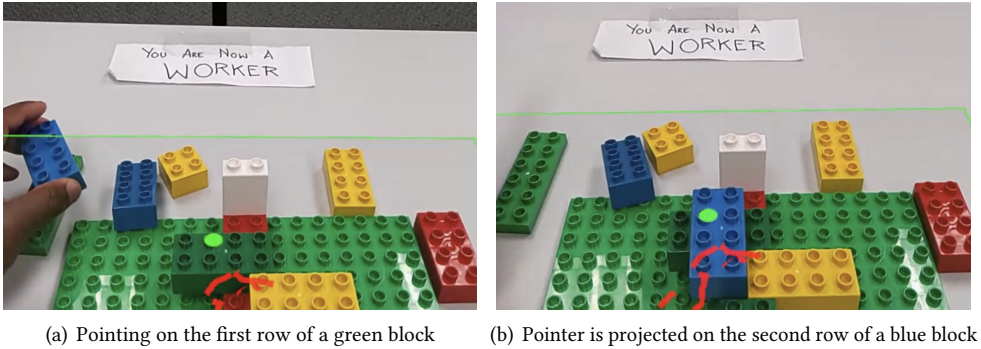 YOU ARE NOW A
WORKER
YOU ARE NOW A
WORKER
(a) Pointing on the first row of a green block
(b) Pointer is projected on the second row of a blue block